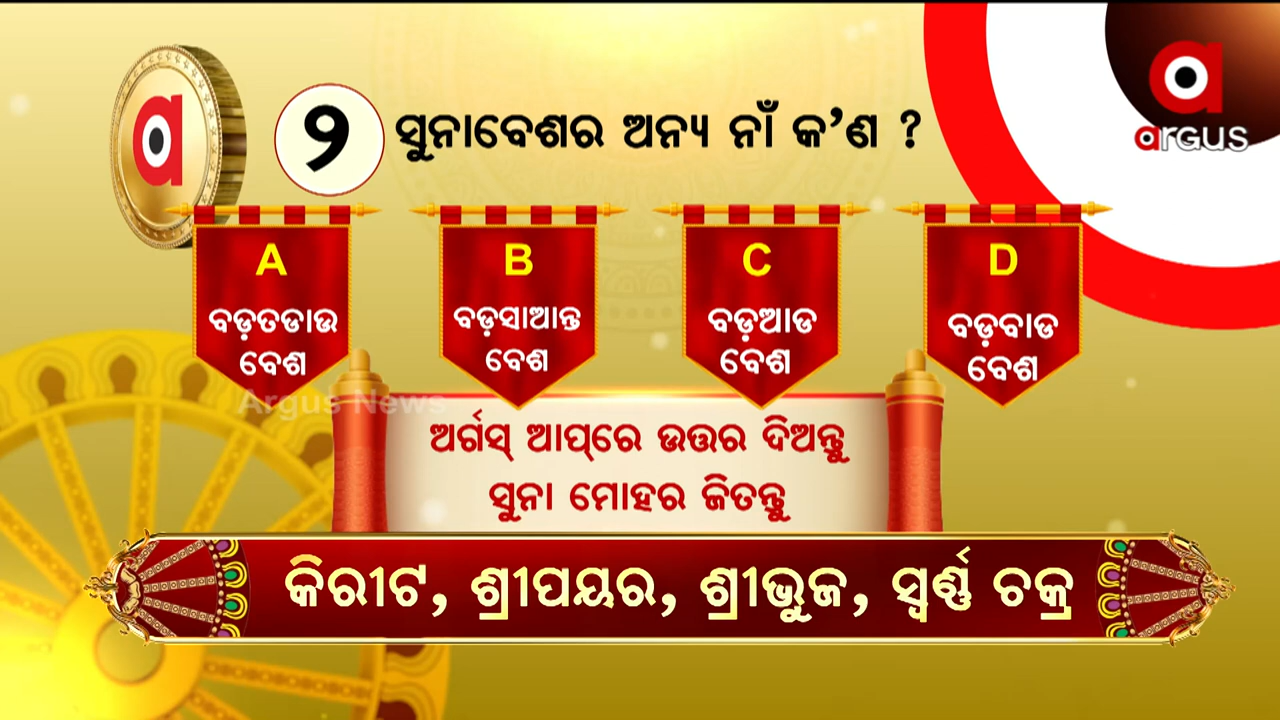 a
argus
a
୨ ସୁନାବେଶର ଅନ୍ୟ ନାଁ କ'ଣ ?
A
ବଡ଼ତଡାଉ
ବେଶ
B
ବଡ଼ସାଆନ୍ତ
ବେଶ
C
ବଡ଼ଆଡ
ବେଶ
D
ବଡ଼ବାଡ
ବେଶ
Argus News
ଅର୍ଗସ୍ ଆପ୍‌ରେ ଉତ୍ତର ଦିଅନ୍ତୁ
ସୁନା ମୋହର ଜିତନ୍ତୁ
କିରୀଟ, ଶ୍ରୀପୟର, ଶ୍ରୀଭୁଜ, ସ୍ୱର୍ଣ୍ଣ ଚକ୍ର